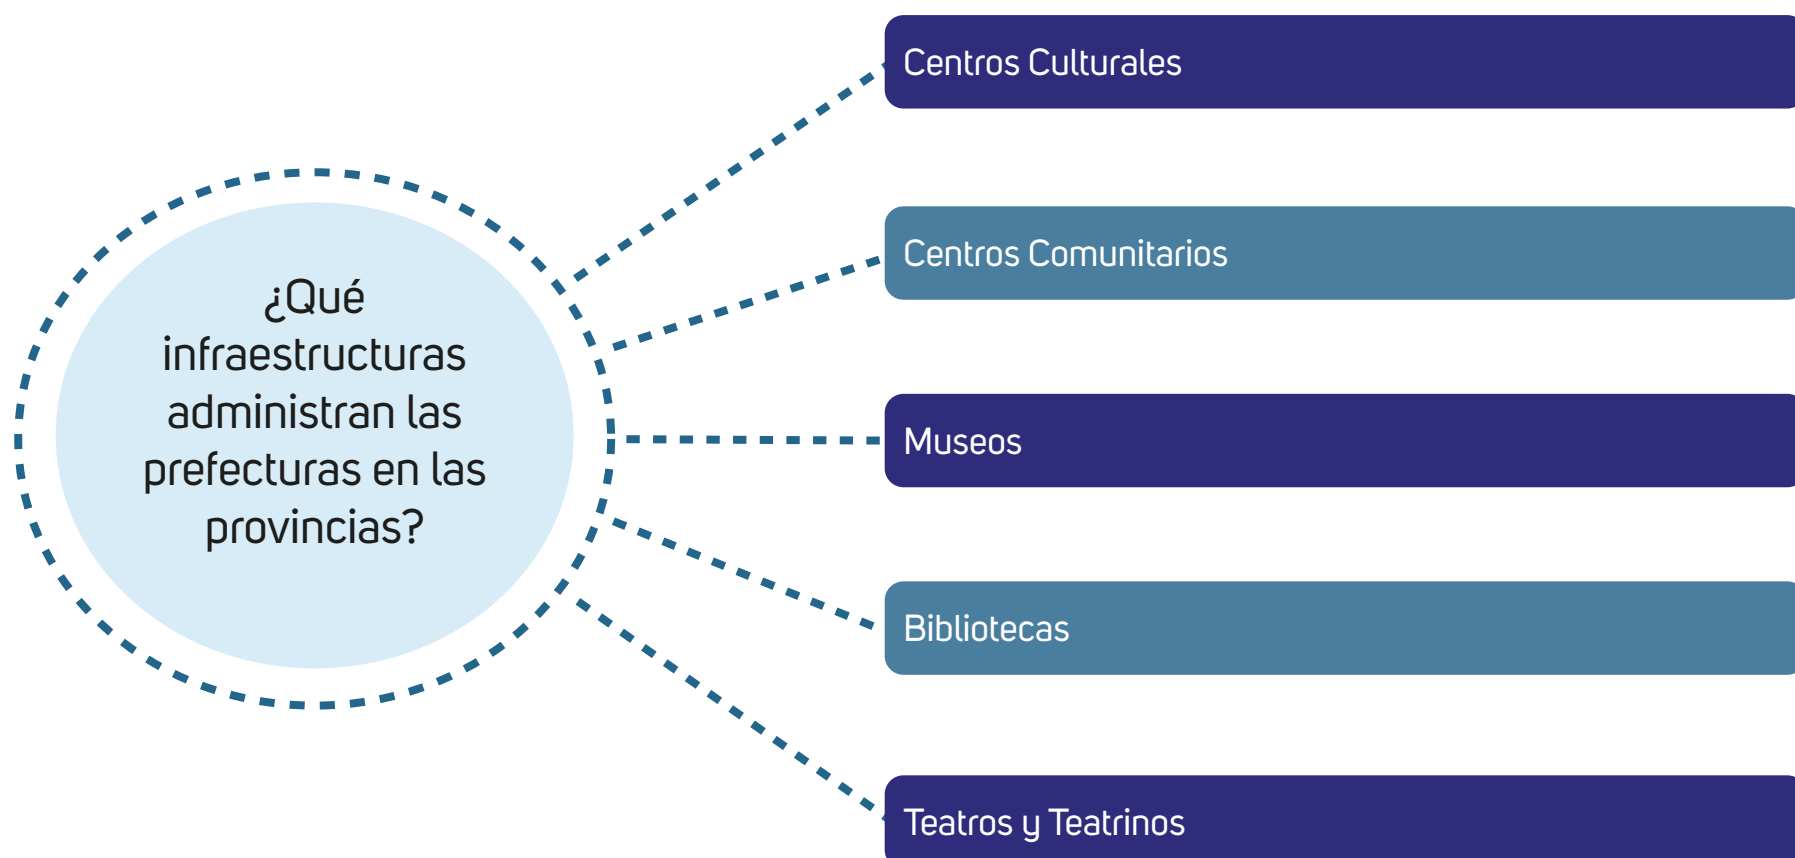 ¿Qué
infraestructuras
administran las
prefecturas en las
provincias?
Centros Culturales
Centros Comunitarios
Museos
Bibliotecas
Teatros y Teatrinos